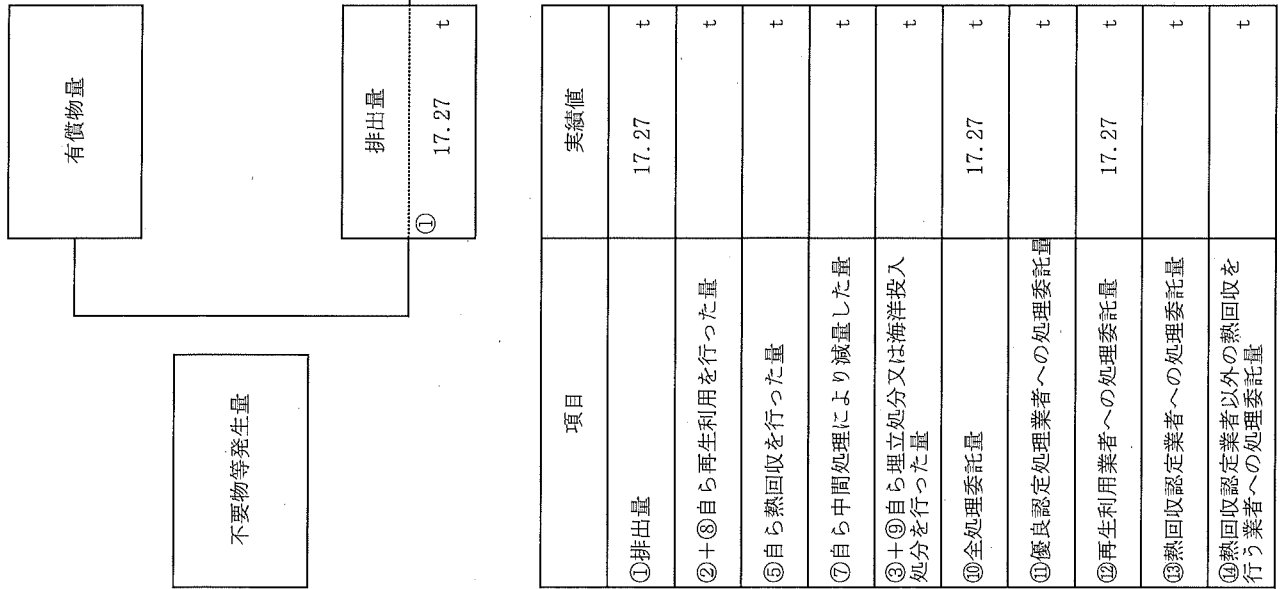 有償物量
不要物等発生量
排出量
① 17.27 t
項目 実績値
①排出量 17.27 t
②+⑧自ら再生利用を行った量 t
⑤自ら熱回収を行った量 t
⑦自ら中間処理により減量した量 t
③+⑨自ら埋立処分又は海洋投入
処分を行った量 t
⑩全処理委託量 17.27 t
⑪優良認定処理業者への処理委託量 t
⑫再生利用業者への処理委託量 17.27 t
⑬熱回収認定業者への処理委託量 t
⑭熱回収認定業者以外の熱回収を
行う業者への処理委託量 t